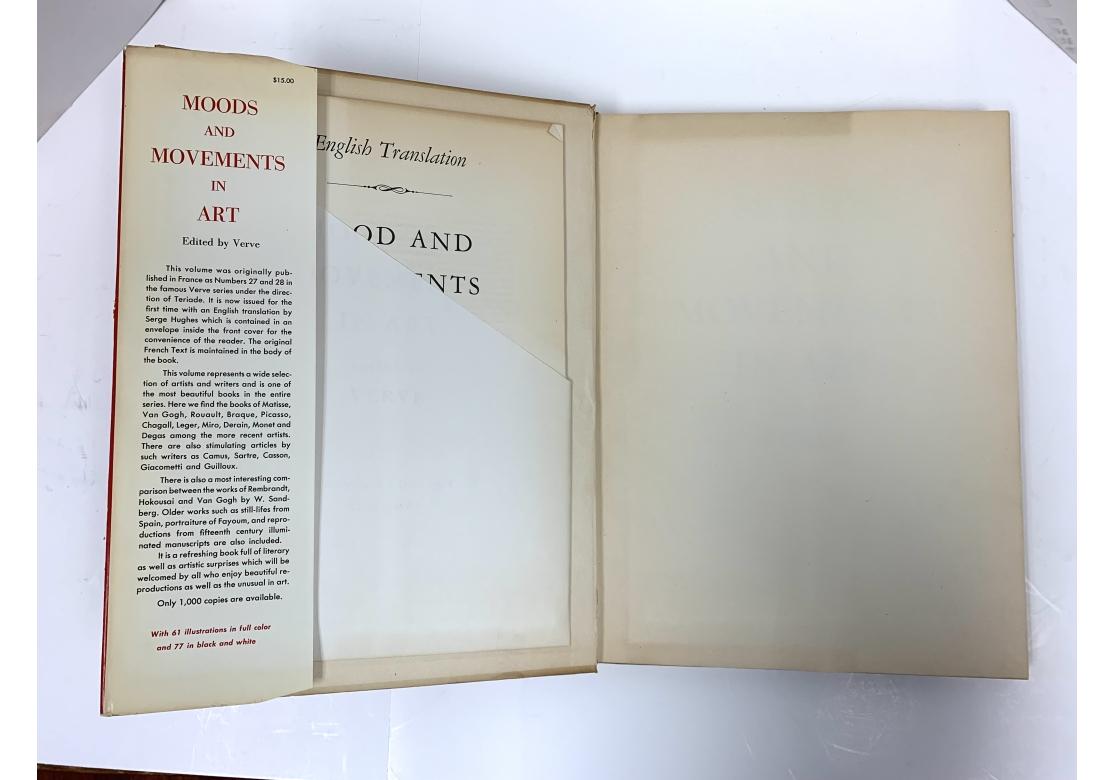 $15.00
MOODS
AND
MOVEMENTS
IN
ART
Edited by Verve
This volume was originally pub-
lished in France as Numbers 27 and 28 in
the famous Verve series under the direc-
tion of Teriade. It is now issued for the
first time with an English translation by
Serge Hughes which is contained in an
envelope inside the front cover for the
convenience of the reader. The original
French Text is maintained in the body of
the book.
This volume represents a wide selec-
tion of artists and writers and is one of
the most beautiful books in the entire
series. Here we find the books of Matisse,
Van Gogh, Rouault, Braque, Picasso,
Chagall, Leger, Miro, Derain, Monet and
Degas among the more recent artists.
There are also stimulating articles by
such writers as Camus, Sartre, Casson,
Giacometti and Guilloux.
There is also a most interesting com-
parison between the works of Rembrandt,
Hokousai and Van Gogh by W. Sand-
berg. Older works such as still-lifes from
Spain, portraiture of Fayoum, and repro-
ductions from fifteenth century illumi-
nated manuscripts are also included.
It is a refreshing book full of literary
as well as artistic surprises which will be
welcomed by all who enjoy beautiful re-
productions as well as the unusual in art.
Only 1,000 copies are available.
With 61 illustrations in full color
and 77 in black and white
English Translation
OD AND
ENTS